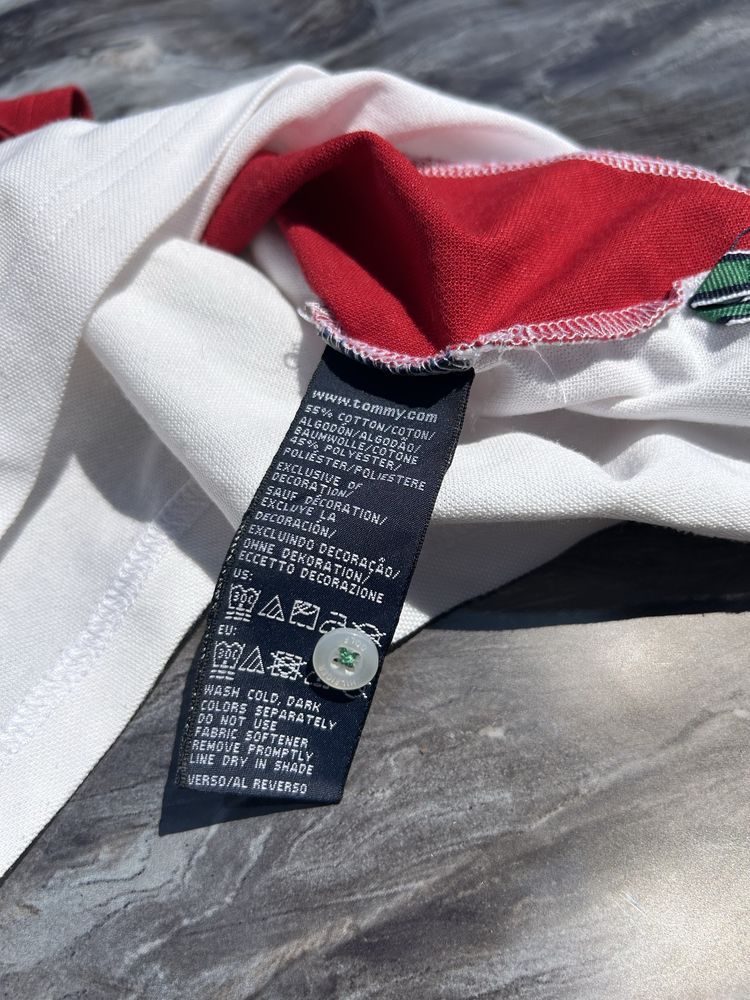 www.tommy.com
55% COTTON/COTON/
ALGODÓN/ALGODÃO/
BAUMWOLLE/COTONE
45% POLYESTER/
POLIÉSTER/POLIESTERE
EXCLUSIVE OF
DECORATION/
SAUF DÉCORATION/
EXCLUYE LA
DECORACIÓN/
EXCLUINDO DECORAÇÃO/
OHNE DEKORATION/
ECCETTO DECORAZIONE
US:
30C
EU:
30C
WASH COLD, DARK
COLORS SEPARATELY
DO NOT USE
FABRIC SOFTENER
REMOVE PROMPTLY
LINE DRY IN SHADE
VERSO/AL REVERSO